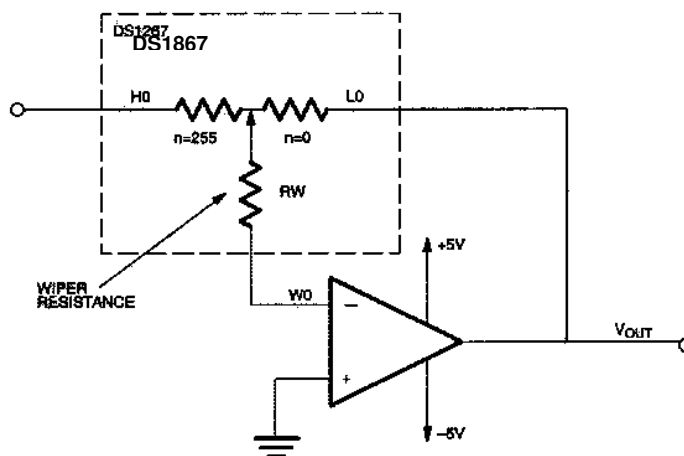 DS1267
DS1867
H0
L0
n=255
n=0
RW
WIPER
RESISTANCE
W0
+5V
−
+
VOUT
–5V